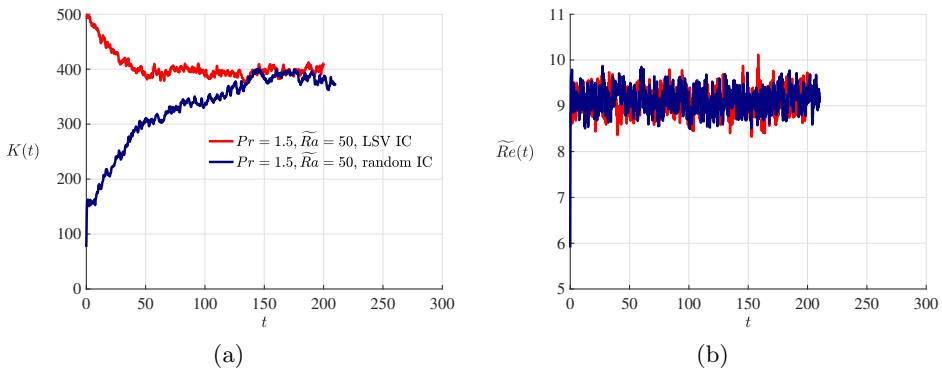 500
400
300
200
100
0
K(t)
0 50 100 150 200 250 300
t
Pr = 1.5, R̃a = 50, LSV IC
Pr = 1.5, R̃a = 50, random IC
(a)
11
10
9
8
7
6
5
R̃e(t)
0 50 100 150 200 250 300
t
(b)